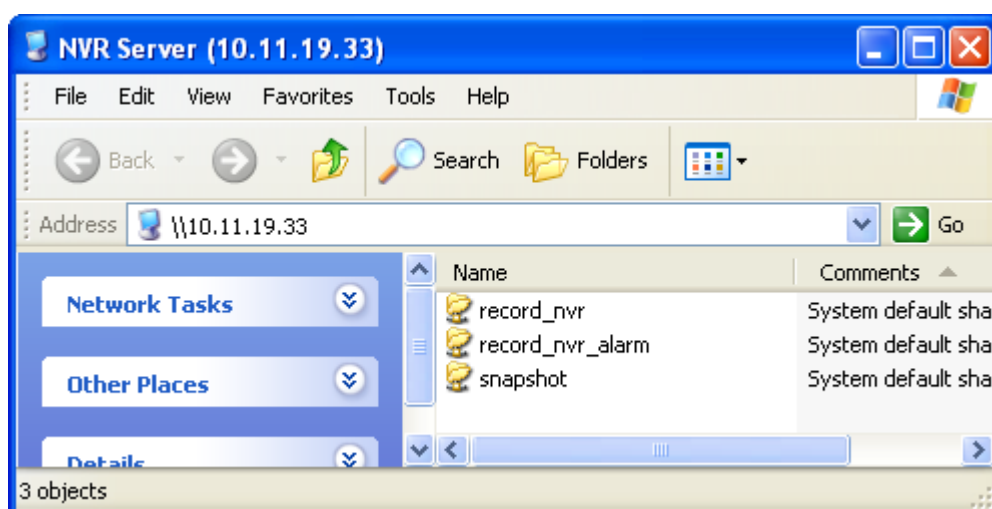 NVR Server (10.11.19.33)
File Edit View Favorites Tools Help
Back Search Folders
Address \\10.11.19.33 Go
Network Tasks
Other Places
Details
Name Comments
record_nvr System default sha
record_nvr_alarm System default sha
snapshot System default sha
3 objects